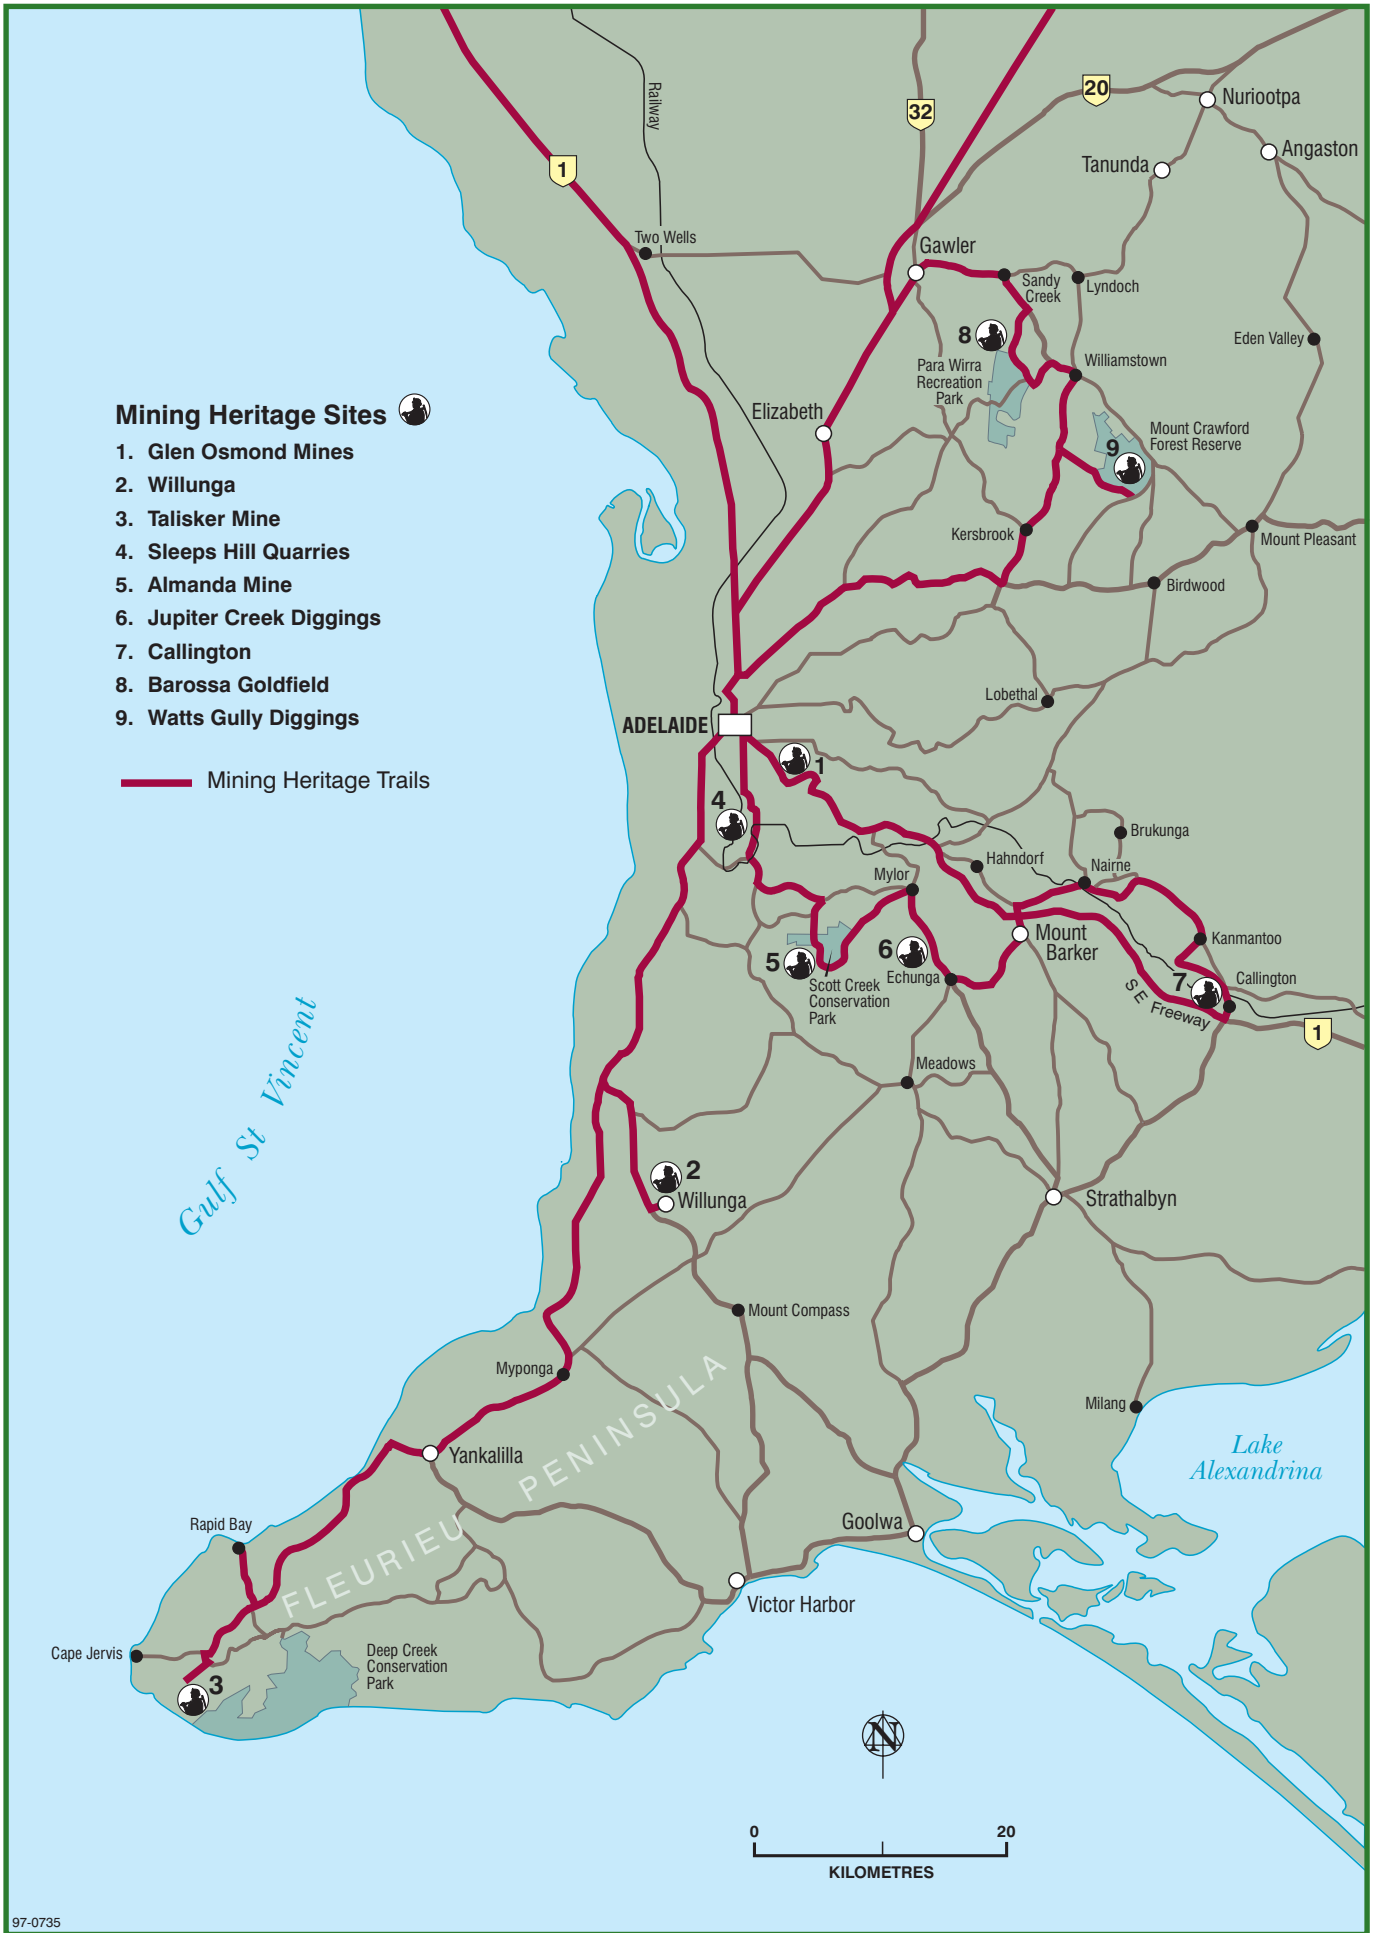 Railway
32
20
Nuriootpa
1
Angaston
Tanunda
Two Wells
Gawler
Sandy
Creek
Lyndoch
8
Eden Valley
Para Wirra
Recreation
Park
Williamstown
Elizabeth
Mount Crawford
Forest Reserve
9
Mining Heritage Sites
1. Glen Osmond Mines
2. Willunga
3. Talisker Mine
4. Sleeps Hill Quarries
5. Almanda Mine
6. Jupiter Creek Diggings
7. Callington
8. Barossa Goldfield
9. Watts Gully Diggings
Mining Heritage Trails
Kersbrook
Mount Pleasant
Birdwood
Lobethal
ADELAIDE
1
4
Brukunga
Hahndorf
Nairne
Mylor
Mount
Barker
Kanmantoo
5
6
Echunga
Scott Creek
Conservation
Park
7
Callington
S E Freeway
1
Gulf St Vincent
Meadows
2
Willunga
Strathalbyn
Mount Compass
Myponga
Milang
Lake
Alexandrina
Yankalilla
FLEURIEU PENINSULA
Rapid Bay
Goolwa
Victor Harbor
Cape Jervis
Deep Creek
Conservation
Park
3
N
0 20
KILOMETRES
97-0735